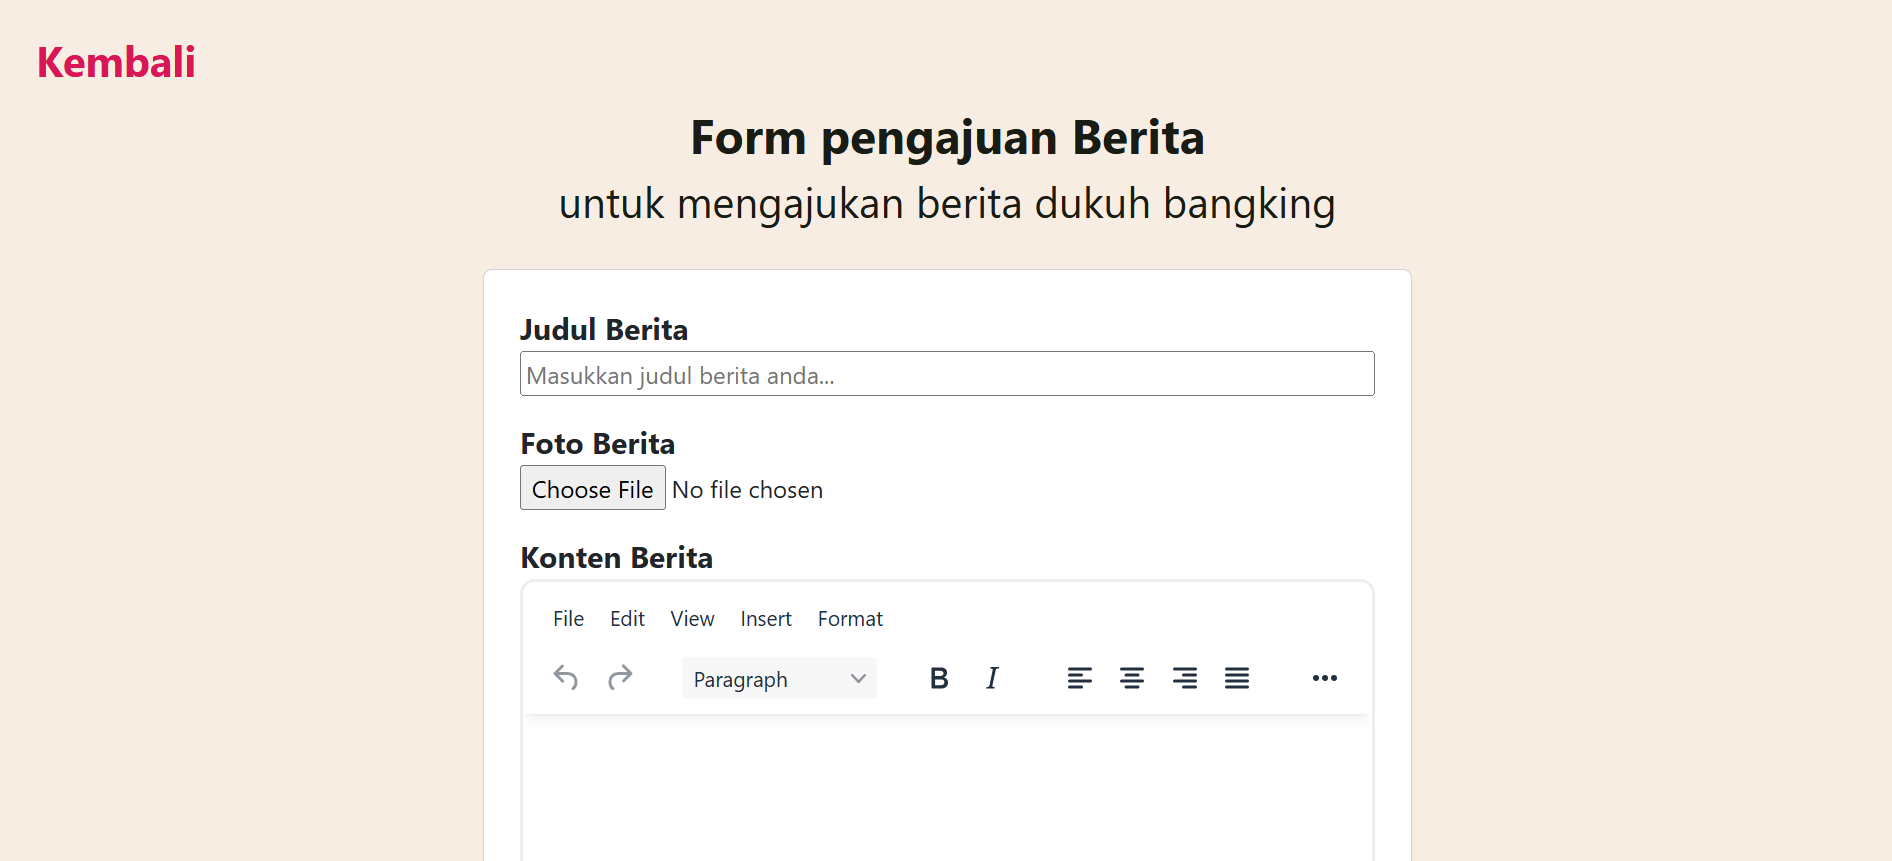 Kembali
Form pengajuan Berita
untuk mengajukan berita dukuh bangking
Judul Berita
Masukkan judul berita anda...
Foto Berita
Choose File No file chosen
Konten Berita
File Edit View Insert Format
Paragraph B I